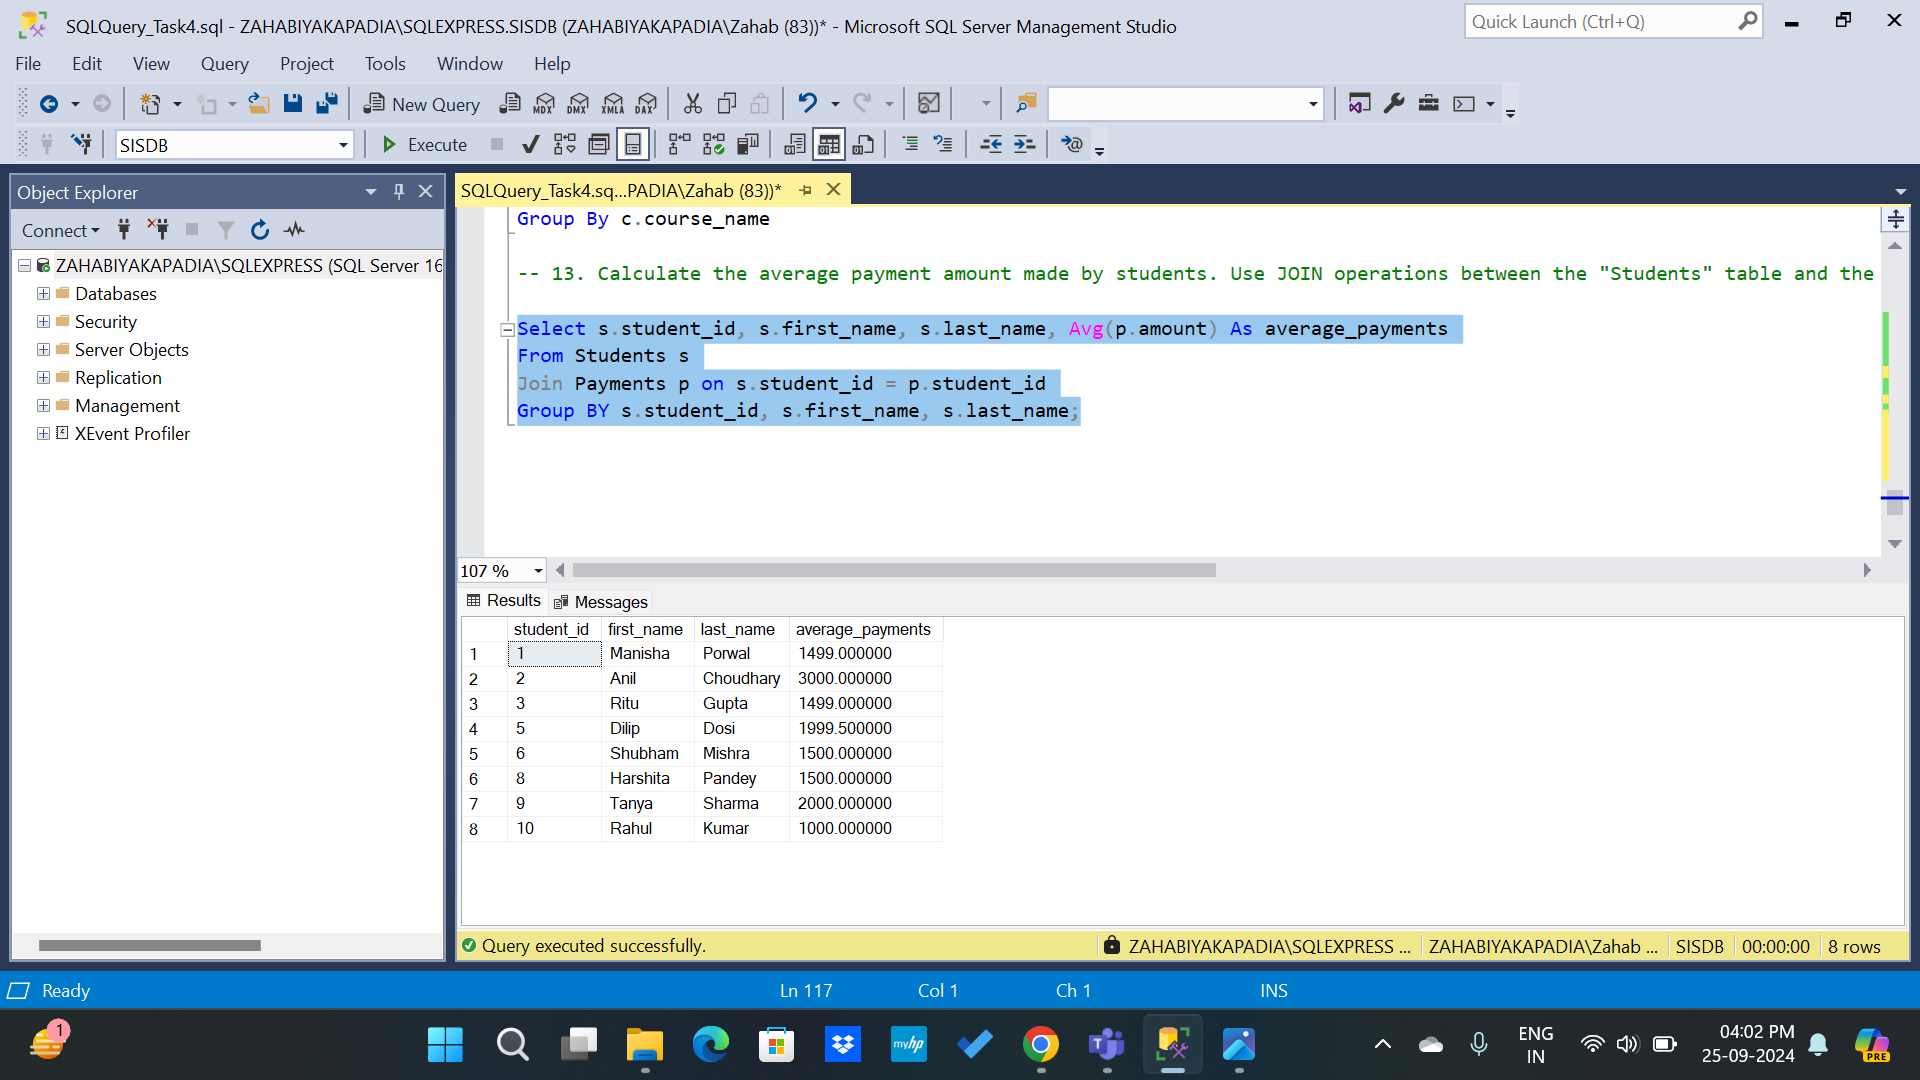 SQLQuery_Task4.sql - ZAHABIYAKAPADIA\SQLEXPRESS.SISDB (ZAHABIYAKAPADIA\Zahab (83))* - Microsoft SQL Server Management Studio
Quick Launch (Ctrl+Q)
File Edit View Query Project Tools Window Help
New Query MDX DMX XMLA DAX
SISDB Execute
Object Explorer
Connect
ZAHABIYAKAPADIA\SQLEXPRESS (SQL Server 16
Databases
Security
Server Objects
Replication
Management
XEvent Profiler
SQLQuery_Task4.sq...PADIA\Zahab (83))*
Group By c.course_name
-- 13. Calculate the average payment amount made by students. Use JOIN operations between the "Students" table and the
Select s.student_id, s.first_name, s.last_name, Avg(p.amount) As average_payments
From Students s
Join Payments p on s.student_id = p.student_id
Group BY s.student_id, s.first_name, s.last_name;
107 %
Results Messages
student_id first_name last_name average_payments
1 1 Manisha Porwal 1499.000000
2 2 Anil Choudhary 3000.000000
3 3 Ritu Gupta 1499.000000
4 5 Dilip Dosi 1999.500000
5 6 Shubham Mishra 1500.000000
6 8 Harshita Pandey 1500.000000
7 9 Tanya Sharma 2000.000000
8 10 Rahul Kumar 1000.000000
Query executed successfully. ZAHABIYAKAPADIA\SQLEXPRESS ... ZAHABIYAKAPADIA\Zahab ... SISDB 00:00:00 8 rows
Ready Ln 117 Col 1 Ch 1 INS
1
myhp
T
ENG
IN
04:02 PM
25-09-2024
PRE